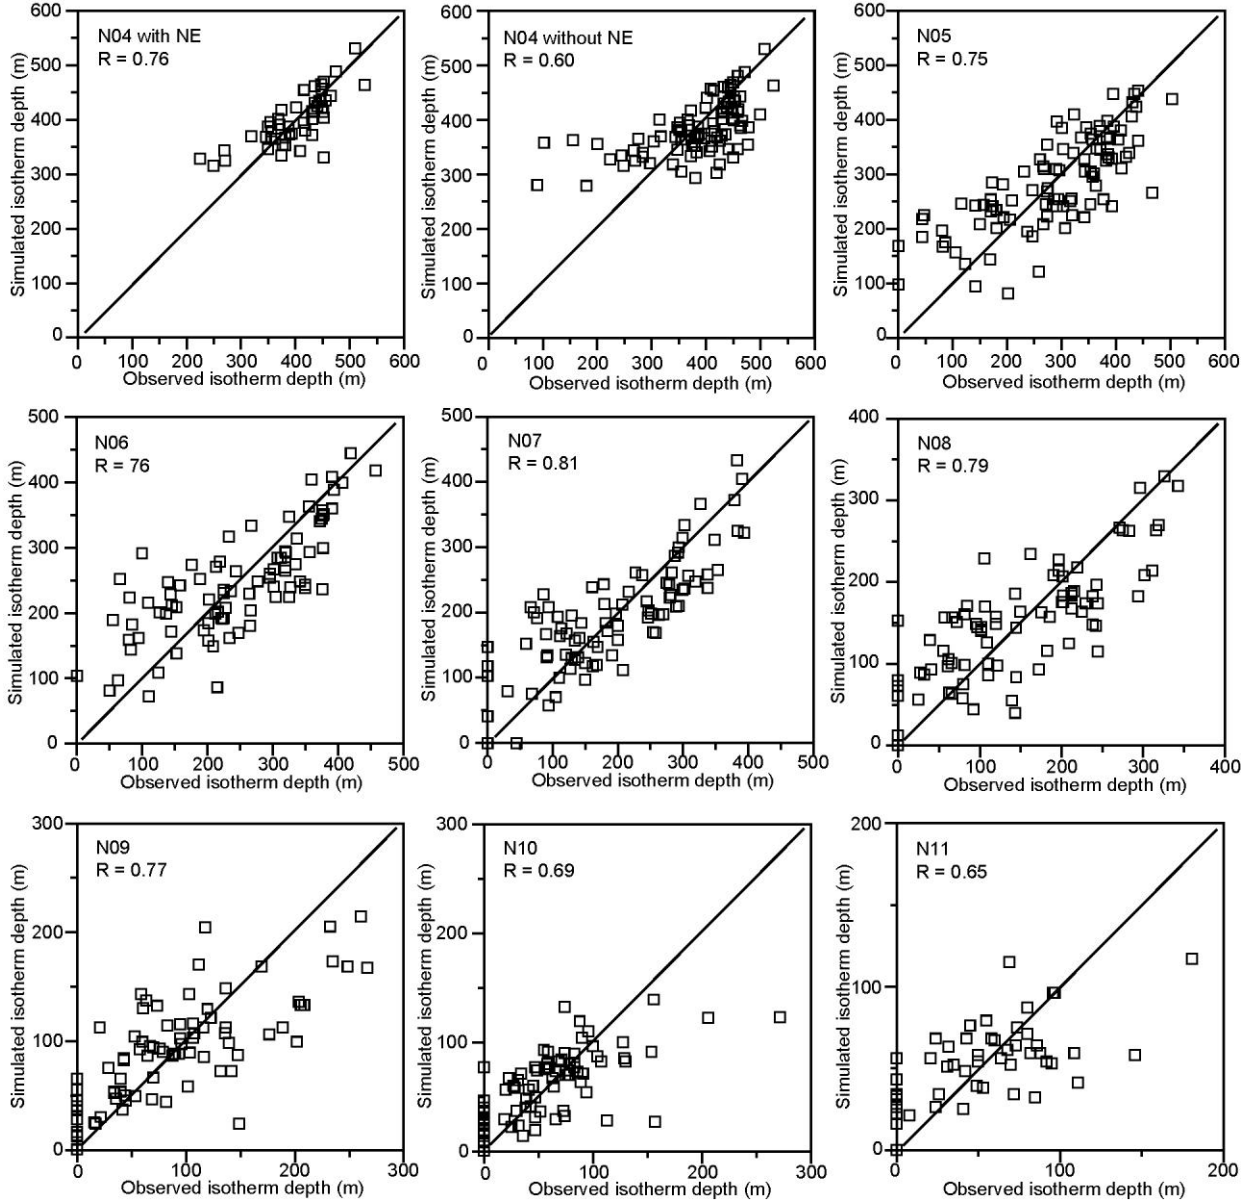 N04 with NE
R = 0.76
600
500
400
300
200
100
0
Simulated isotherm depth (m)
0 100 200 300 400 500 600
Observed isotherm depth (m)
N04 without NE
R = 0.60
600
500
400
300
200
100
0
Simulated isotherm depth (m)
0 100 200 300 400 500 600
Observed isotherm depth (m)
N05
R = 0.75
600
500
400
300
200
100
0
Simulated isotherm depth (m)
0 100 200 300 400 500 600
Observed isotherm depth (m)
N06
R = 76
500
400
300
200
100
0
Simulated isotherm depth (m)
0 100 200 300 400 500
Observed isotherm depth (m)
N07
R = 0.81
500
400
300
200
100
0
Simulated isotherm depth (m)
0 100 200 300 400 500
Observed isotherm depth (m)
N08
R = 0.79
400
300
200
100
0
Simulated isotherm depth (m)
0 100 200 300 400
Observed isotherm depth (m)
N09
R = 0.77
300
200
100
0
Simulated isotherm depth (m)
0 100 200 300
Observed isotherm depth (m)
N10
R = 0.69
300
200
100
0
Simulated isotherm depth (m)
0 100 200 300
Observed isotherm depth (m)
N11
R = 0.65
200
100
0
Simulated isotherm depth (m)
0 100 200
Observed isotherm depth (m)